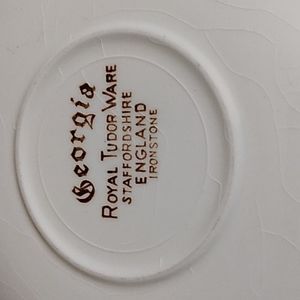 Georgia
ROYAL TUDOR WARE
STAFFORDSHIRE
ENGLAND
IRONSTONE